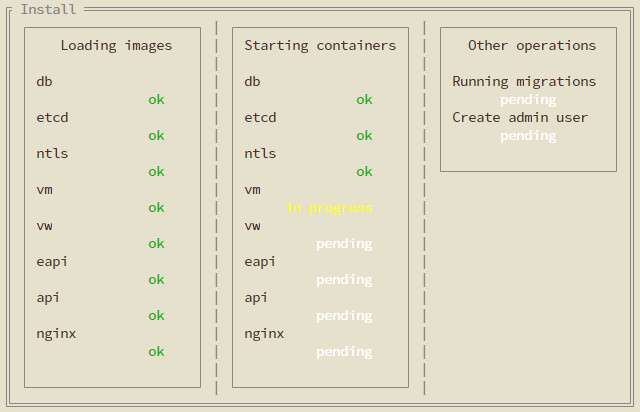 Install
Loading images
db
ok
etcd
ok
ntls
ok
vm
ok
vw
ok
eapi
ok
api
ok
nginx
ok
Starting containers
db
ok
etcd
ok
ntls
ok
vm
in progress
vw
pending
eapi
pending
api
pending
nginx
pending
Other operations
Running migrations
pending
Create admin user
pending